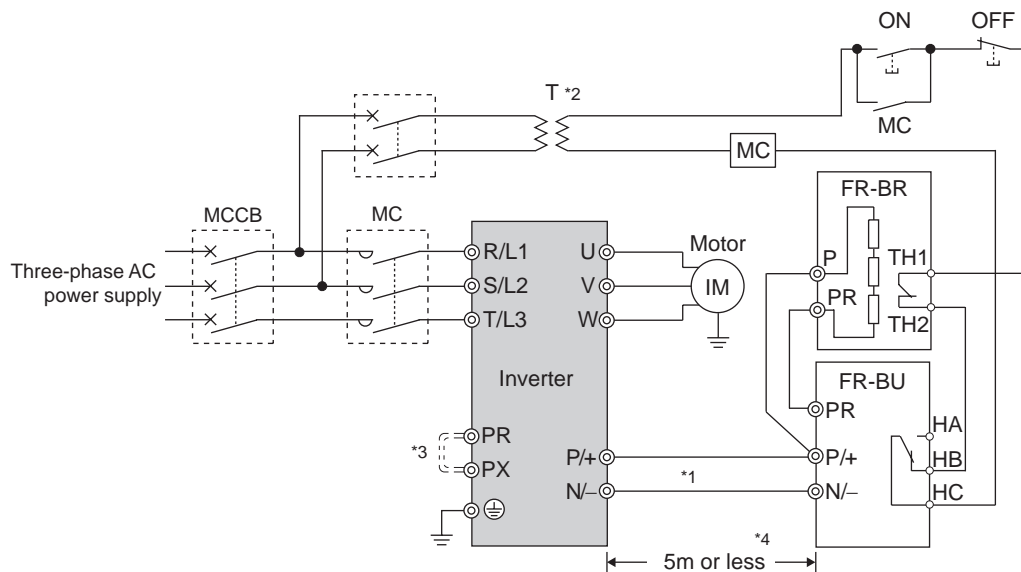 ON OFF
T *2
MC
MC
FR-BR
MCCB MC
R/L1 U Motor
P TH1
Three-phase AC
power supply
S/L2 V IM
PR
T/L3 W
TH2
Inverter
FR-BU
PR
HA
*3 PR
P/+ P/+
HB
PX
N/– *1 N/–
HC
*4
5m or less